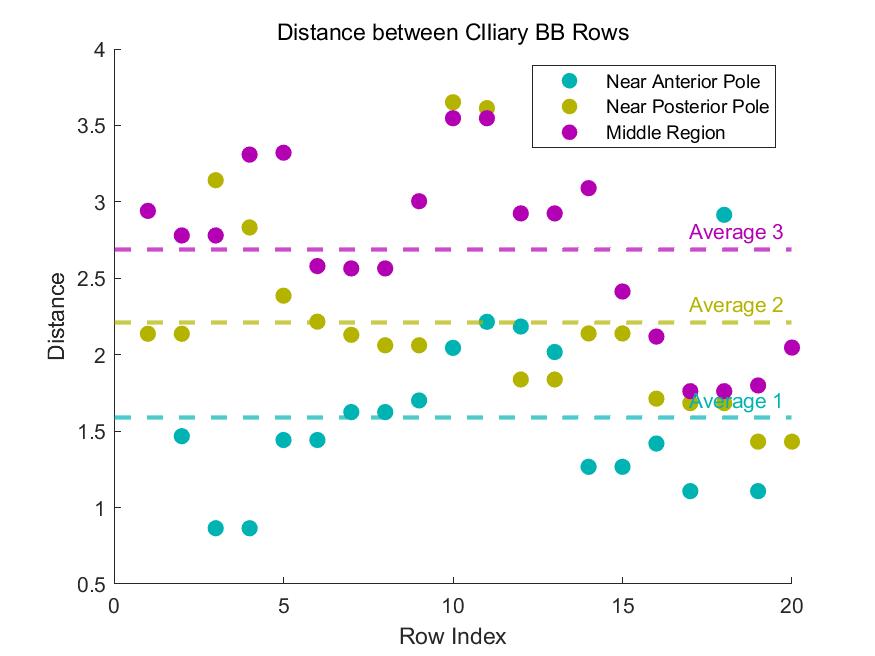 Distance between CIliary BB Rows
4
3.5
3
2.5
2
1.5
1
0.5
Distance
Near Anterior Pole
Near Posterior Pole
Middle Region
Average 3
Average 2
Average 1
0 5 10 15 20
Row Index